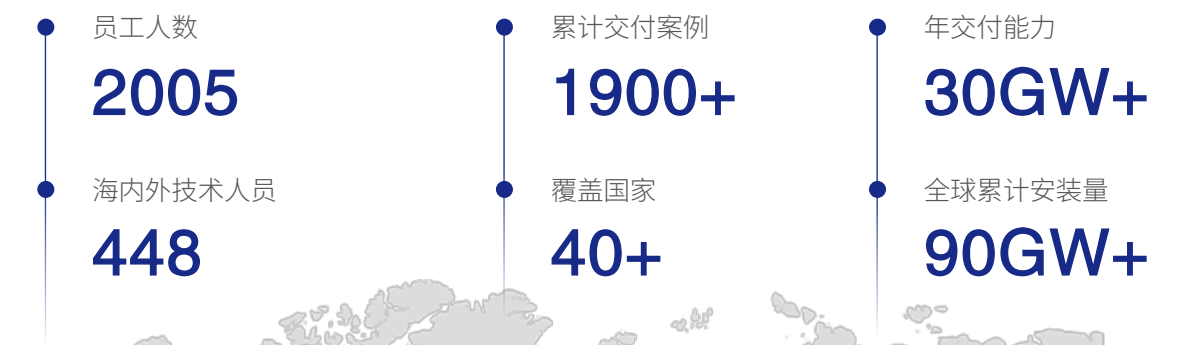 员工人数
2005
累计交付案例
1900+
年交付能力
30GW+
海内外技术人员
448
覆盖国家
40+
全球累计安装量
90GW+